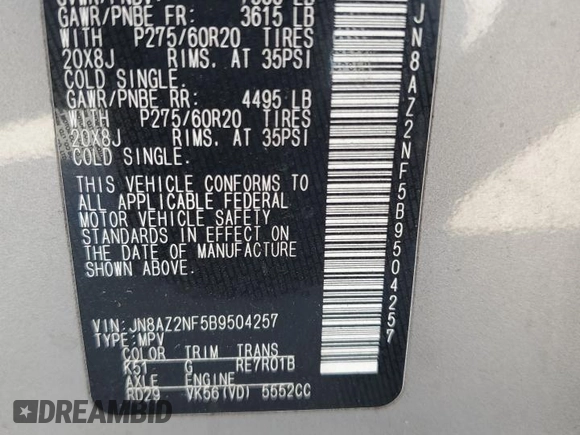 GAWR/PNBE FR: 3615 LB
WITH P275/60R20 TIRES
20X8J RIMS. AT 35PSI
COLD SINGLE.
GAWR/PNBE RR: 4495 LB
WITH P275/60R20 TIRES
20X8J RIMS. AT 35PSI
COLD SINGLE.
THIS VEHICLE CONFORMS TO
ALL APPLICABLE FEDERAL
MOTOR VEHICLE SAFETY
STANDARDS IN EFFECT ON
THE DATE OF MANUFACTURE
SHOWN ABOVE.
VIN: JN8AZ2NF5B9504257
TYPE: MPV
COLOR TRIM TRANS
K51 G RE7R01B
AXLE ENGINE
RD29 VK56(VD) 5552CC
JN8AZ2NF5B9504257
DREAMBID